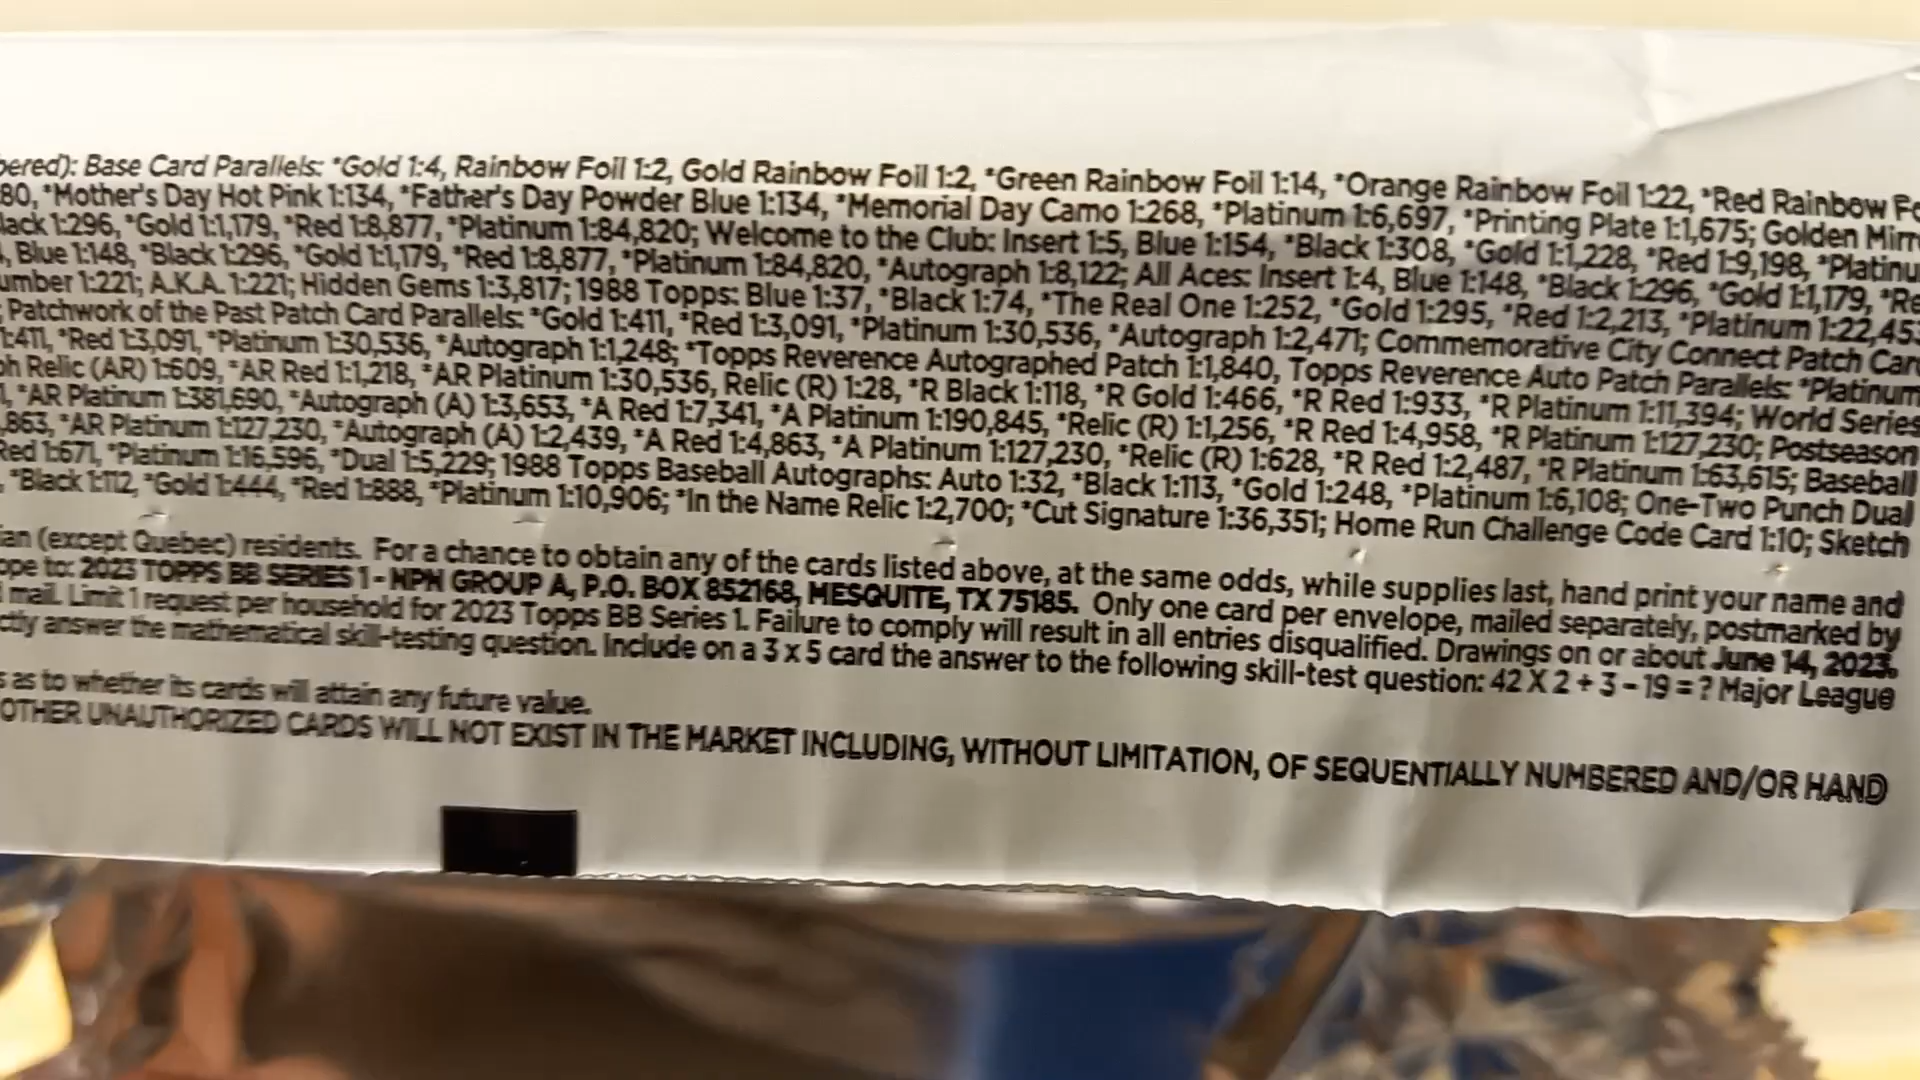 bered): Base Card Parallels: *Gold 1:4, Rainbow Foil 1:2, Gold Rainbow Foil 1:2, *Green Rainbow Foil 1:14, *Orange Rainbow Foil 1:22, *Red Rainbow Fo
80, *Mother's Day Hot Pink 1:134, *Father's Day Powder Blue 1:134, *Memorial Day Camo 1:268, *Platinum 1:6,697, *Printing Plate 1:1,675; Golden Mirr
lack 1:296, *Gold 1:1,179, *Red 1:8,877, *Platinum 1:84,820; Welcome to the Club: Insert 1:5, Blue 1:154, *Black 1:308, *Gold 1:1,228, *Red 1:9,198, *Platinu
, Blue 1:148, *Black 1:296, *Gold 1:1,179, *Red 1:8,877, *Platinum 1:84,820, *Autograph 1:8,122; All Aces: Insert 1:4, Blue 1:148, *Black 1:296, *Gold 1:1,179, *Re
umber 1:221; A.K.A. 1:221; Hidden Gems 1:3,817; 1988 Topps: Blue 1:37, *Black 1:74, *The Real One 1:252, *Gold 1:295, *Red 1:2,213, *Platinum 1:22,453
; Patchwork of the Past Patch Card Parallels: *Gold 1:411, *Red 1:3,091, *Platinum 1:30,536, *Autograph 1:2,471; Commemorative City Connect Patch Card
1:411, *Red 1:3,091, *Platinum 1:30,536, *Autograph 1:1,248; *Topps Reverence Autographed Patch 1:1,840, Topps Reverence Auto Patch Parallels: *Platinum
ph Relic (AR) 1:609, *AR Red 1:1,218, *AR Platinum 1:30,536, Relic (R) 1:28, *R Black 1:118, *R Gold 1:466, *R Red 1:933, *R Platinum 1:11,394; World Series
1, *AR Platinum 1:381,690, *Autograph (A) 1:3,653, *A Red 1:7,341, *A Platinum 1:190,845, *Relic (R) 1:1,256, *R Red 1:4,958, *R Platinum 1:127,230; Postseason
,863, *AR Platinum 1:127,230, *Autograph (A) 1:2,439, *A Red 1:4,863, *A Platinum 1:127,230, *Relic (R) 1:628, *R Red 1:2,487, *R Platinum 1:63,615; Baseball
Red 1:671, *Platinum 1:16,596, *Dual 1:5,229; 1988 Topps Baseball Autographs: Auto 1:32, *Black 1:113, *Gold 1:248, *Platinum 1:6,108; One-Two Punch Dual
, *Black 1:112, *Gold 1:444, *Red 1:888, *Platinum 1:10,906; *In the Name Relic 1:2,700; *Cut Signature 1:36,351; Home Run Challenge Code Card 1:10; Sketch
ian (except Quebec) residents. For a chance to obtain any of the cards listed above, at the same odds, while supplies last, hand print your name and
ope to: 2023 TOPPS BB SERIES 1 - NPN GROUP A, P.O. BOX 852168, MESQUITE, TX 75185. Only one card per envelope, mailed separately, postmarked by
mail. Limit 1 request per household for 2023 Topps BB Series 1. Failure to comply will result in all entries disqualified. Drawings on or about June 14, 2023.
ctly answer the mathematical skill-testing question. Include on a 3 x 5 card the answer to the following skill-test question: 42 X 2 + 3 - 19 = ? Major League
s as to whether its cards will attain any future value.
OTHER UNAUTHORIZED CARDS WILL NOT EXIST IN THE MARKET INCLUDING, WITHOUT LIMITATION, OF SEQUENTIALLY NUMBERED AND/OR HAND